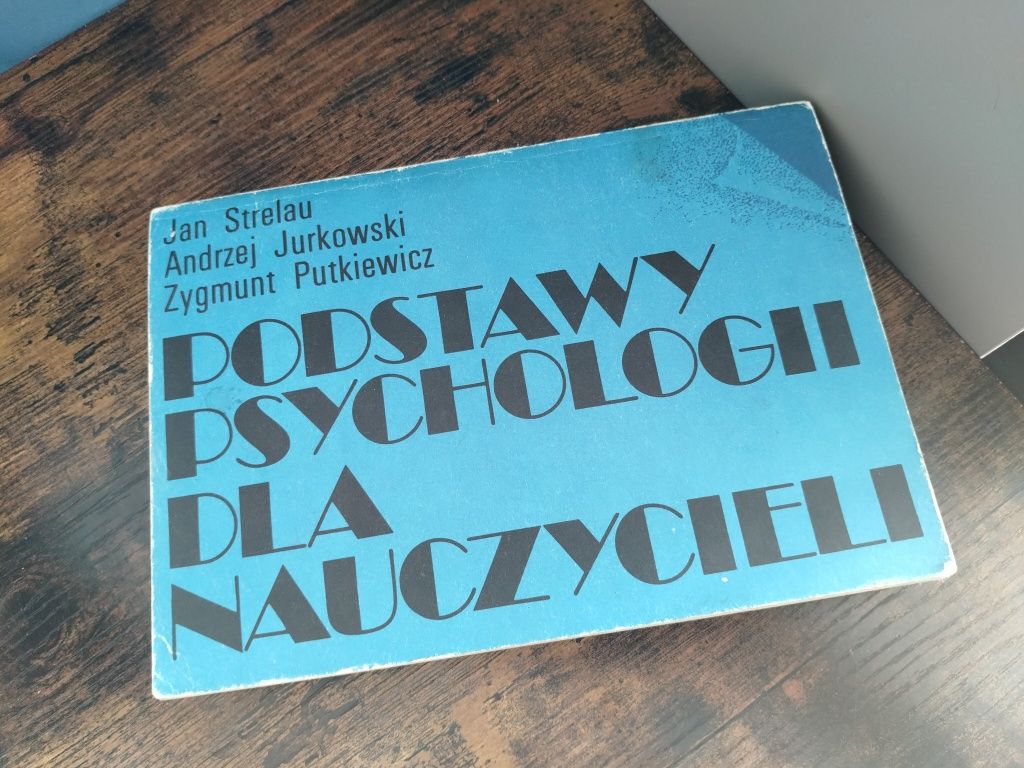 Jan Strelau
Andrzej Jurkowski
Zygmunt Putkiewicz
PODSTAWY
PSYCHOLOGII
DLA
NAUCZYCIELI